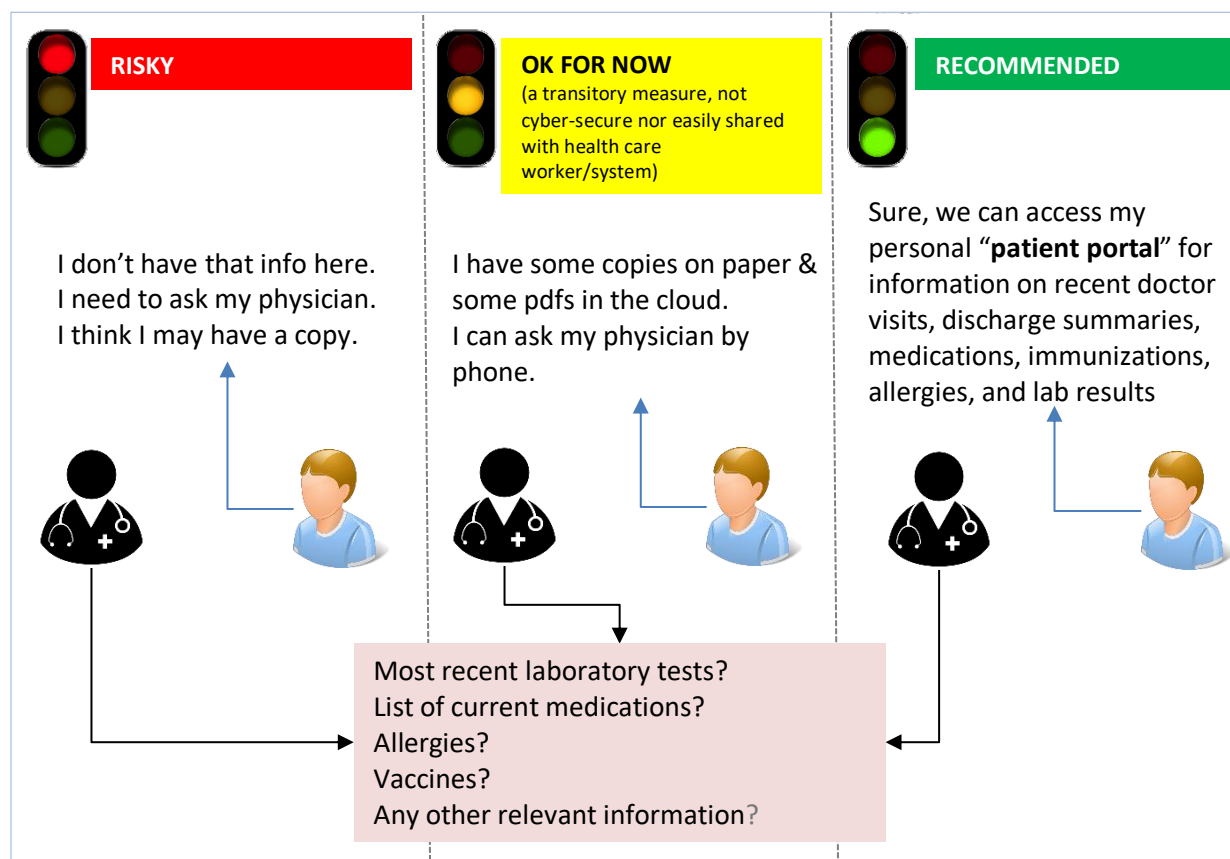 RISKY
I don’t have that info here.
I need to ask my physician.
I think I may have a copy.
OK FOR NOW
(a transitory measure, not
cyber-secure nor easily shared
with health care
worker/system)
I have some copies on paper &
some pdfs in the cloud.
I can ask my physician by
phone.
RECOMMENDED
Sure, we can access my
personal “patient portal” for
information on recent doctor
visits, discharge summaries,
medications, immunizations,
allergies, and lab results
Most recent laboratory tests?
List of current medications?
Allergies?
Vaccines?
Any other relevant information?